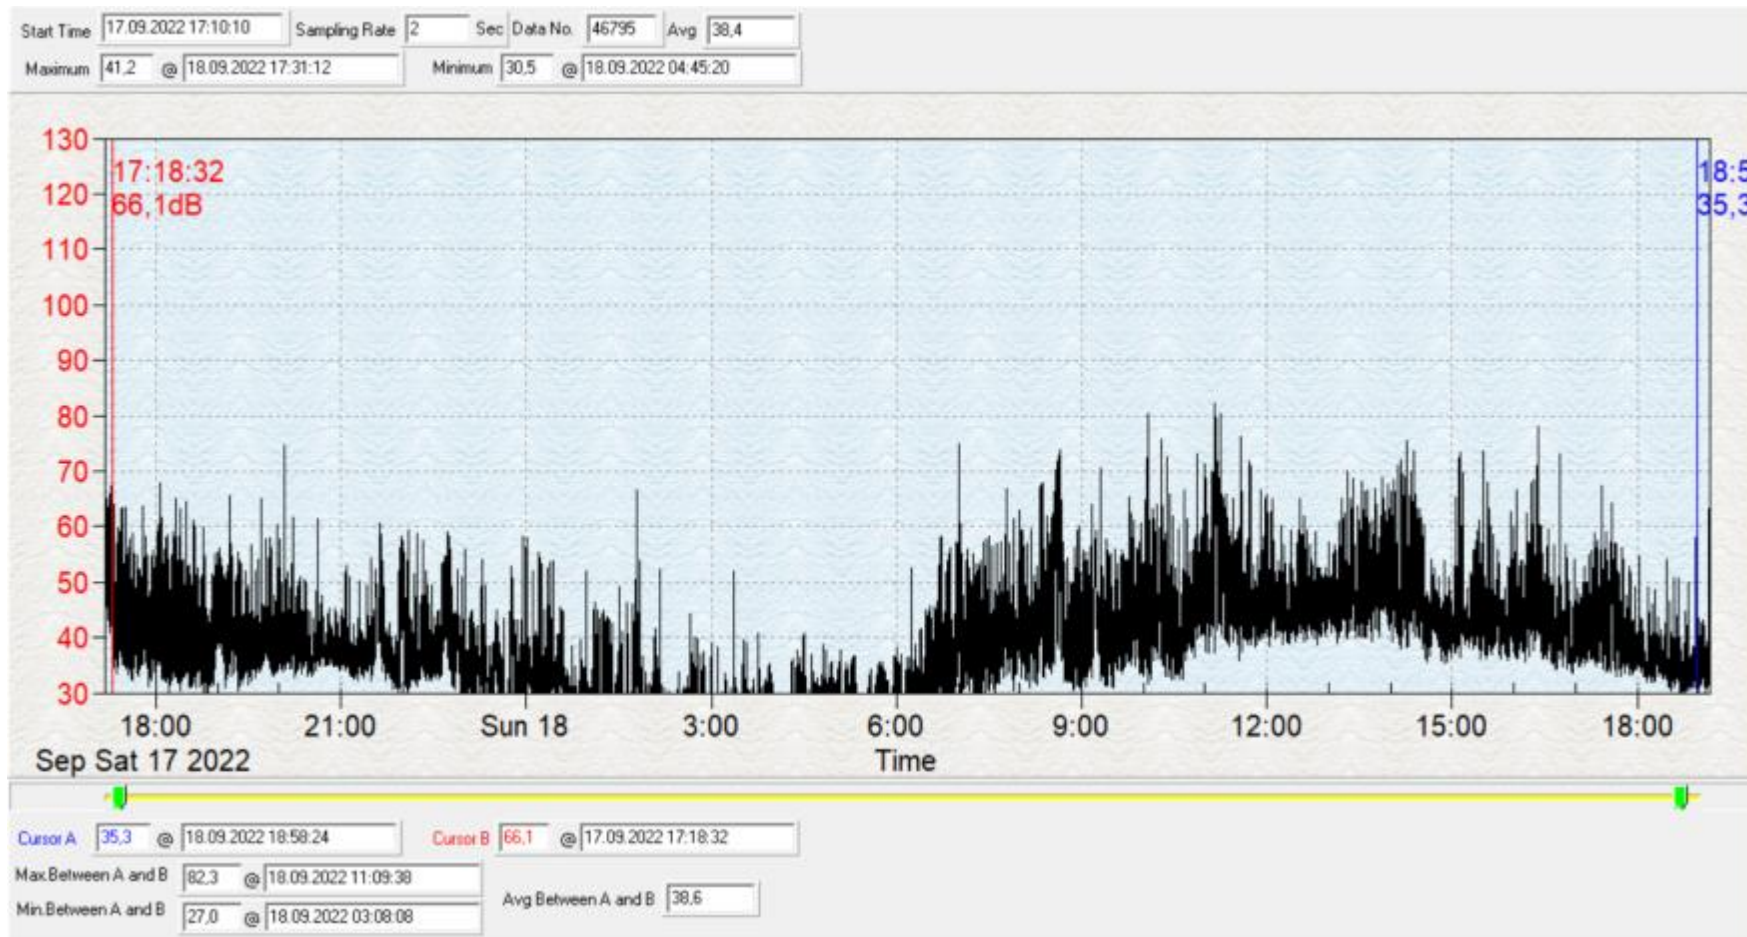 Start Time 17.09.2022 17:10:10 Sampling Rate 2 Sec Data No. 46795 Avg 38,4
Maximum 41,2 @ 18.09.2022 17:31:12 Minimum 30,5 @ 18.09.2022 04:45:20
130
17:18:32 18:5
120
66,1dB 35,3
110
100
90
80
70
60
50
40
30
18:00 21:00 Sun 18 3:00 6:00 9:00 12:00 15:00 18:00
Sep Sat 17 2022 Time
Cursor A 35,3 @ 18.09.2022 18:58:24 Cursor B 66,1 @ 17.09.2022 17:18:32
Max.Between A and B 82,3 @ 18.09.2022 11:09:38
Avg Between A and B 38,6
Min.Between A and B 27,0 @ 18.09.2022 03:08:08